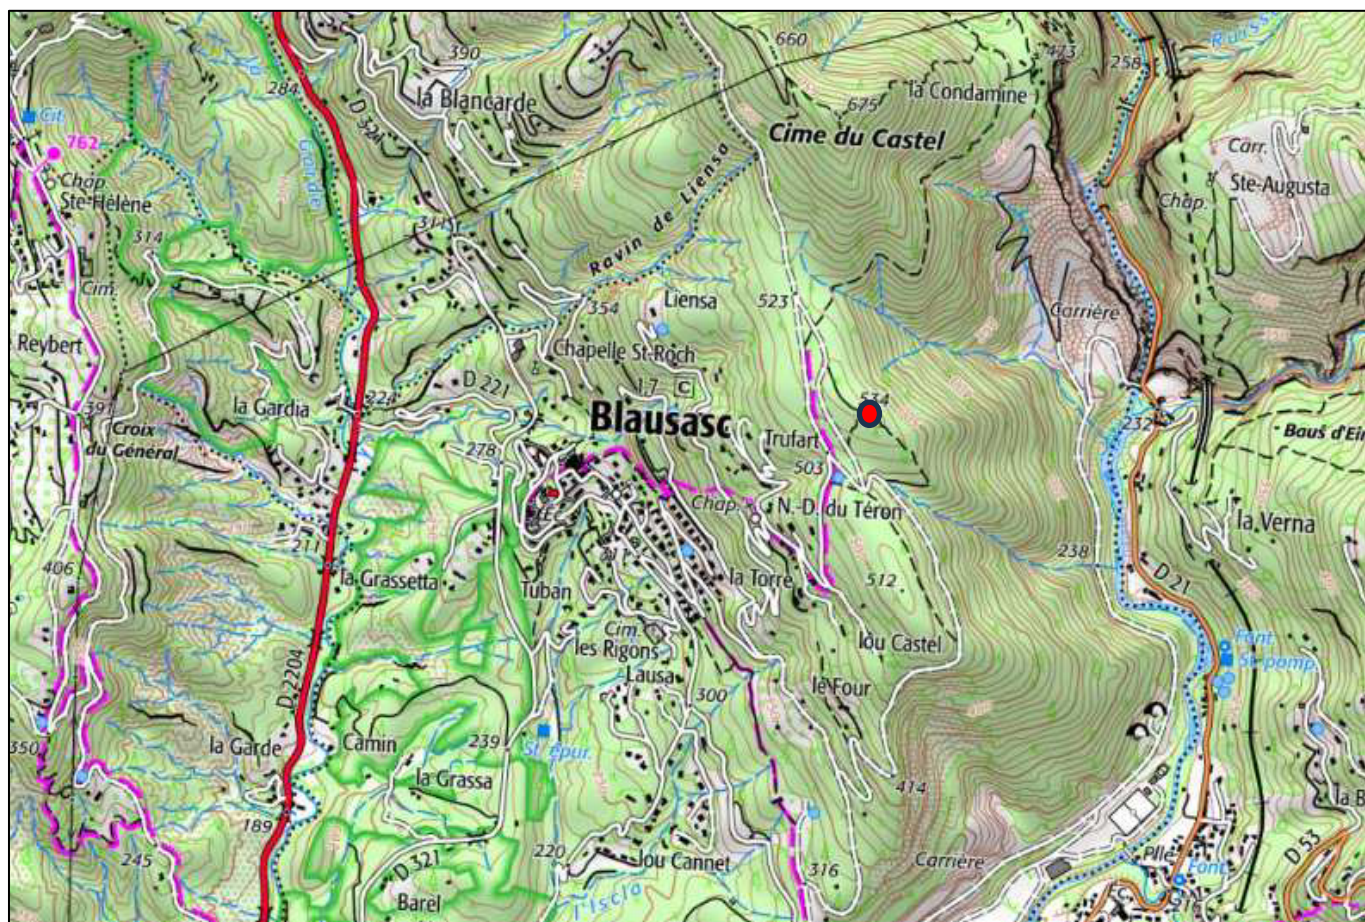 660
473
258
390
284
la Blancarde
D 321
675
la Condamine
Cime du Castel
Cit.
762
Grande
Carr.
Ste-Augusta
Chap.
Ste-Hélène
Chap.
314
Ravin de Liensa
Cim.
354
Liensa
523
Carrière
Reybert
Chapelle St-Roch
D 221
17
C
391
la Gardia
224
Blausasc
534
232
Croix
du Général
Trufart
278
503
Chap.
N.-D. du Téron
la Verna
211
238
406
la Grassetta
Tuban
la Torre
512
D 21
Cim.
les Rigons
lou Castel
Font.
St. pomp.
D 2204
Lausa
300
le Four
350
la Garde
Camin
239
St. épur.
la Grassa
414
189
245
220
lou Cannet
316
Carrière
D 321
l'Iscla
Plle
Font.
D 53
Barel